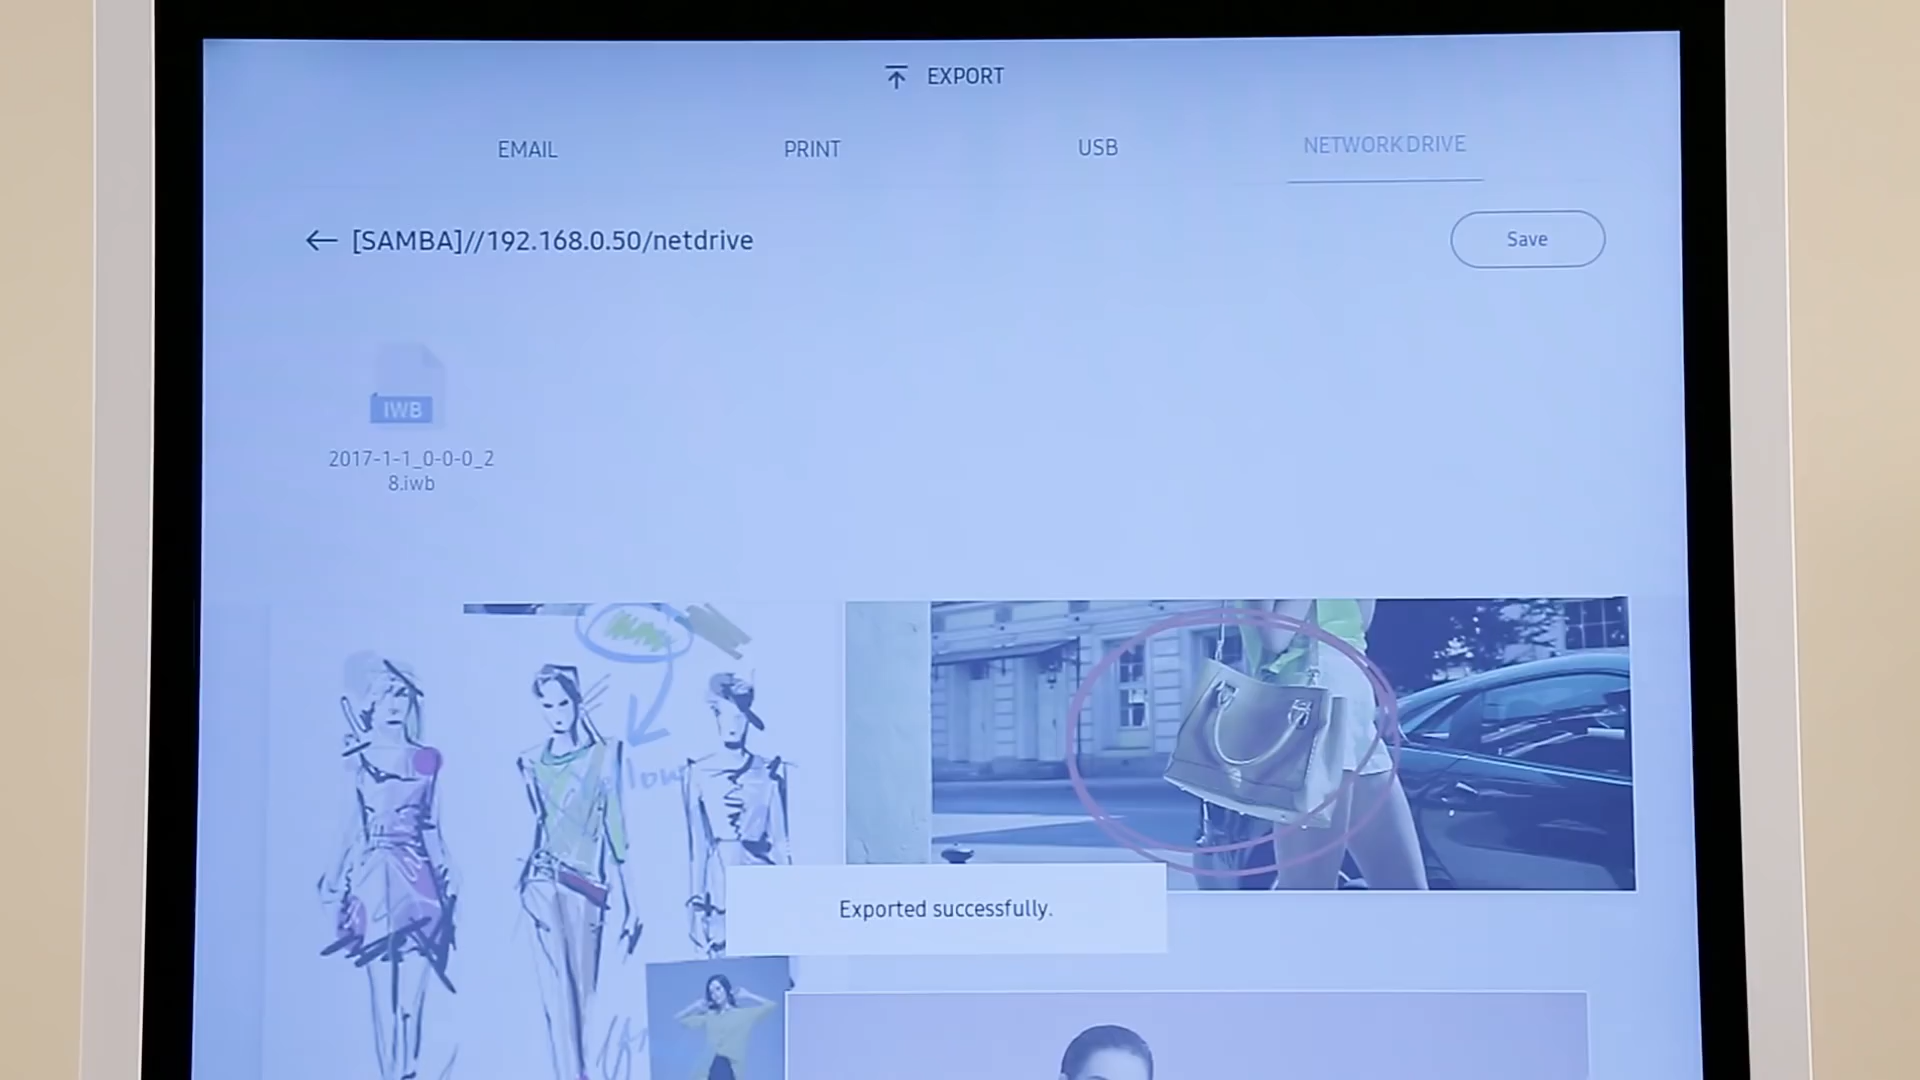 EXPORT
EMAIL PRINT USB NETWORK DRIVE
[SAMBA]//192.168.0.50/netdrive
Save
IWB
2017-1-1_0-0-0_2
8.iwb
Yellow
Exported successfully.